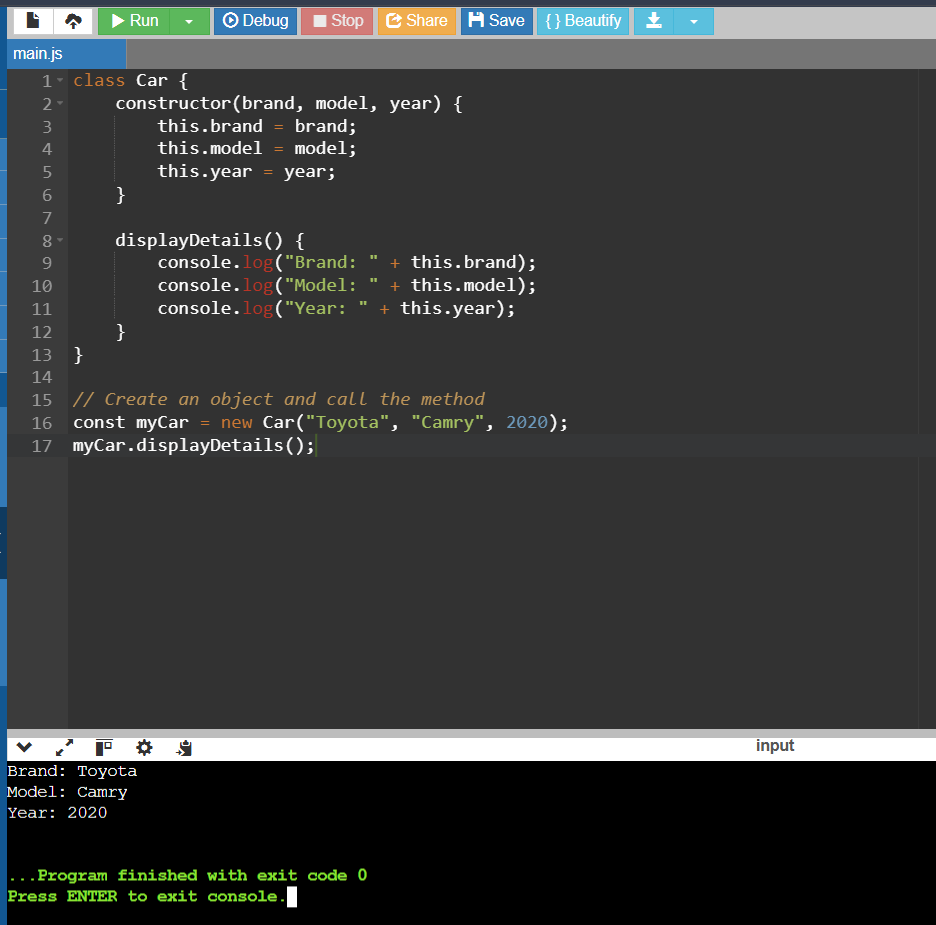 Run Debug Stop Share Save { } Beautify
main.js
1 class Car {
2     constructor(brand, model, year) {
3         this.brand = brand;
4         this.model = model;
5         this.year = year;
6     }
7
8     displayDetails() {
9         console.log("Brand: " + this.brand);
10         console.log("Model: " + this.model);
11         console.log("Year: " + this.year);
12     }
13 }
14
15 // Create an object and call the method
16 const myCar = new Car("Toyota", "Camry", 2020);
17 myCar.displayDetails();
input
Brand: Toyota
Model: Camry
Year: 2020
...Program finished with exit code 0
Press ENTER to exit console.